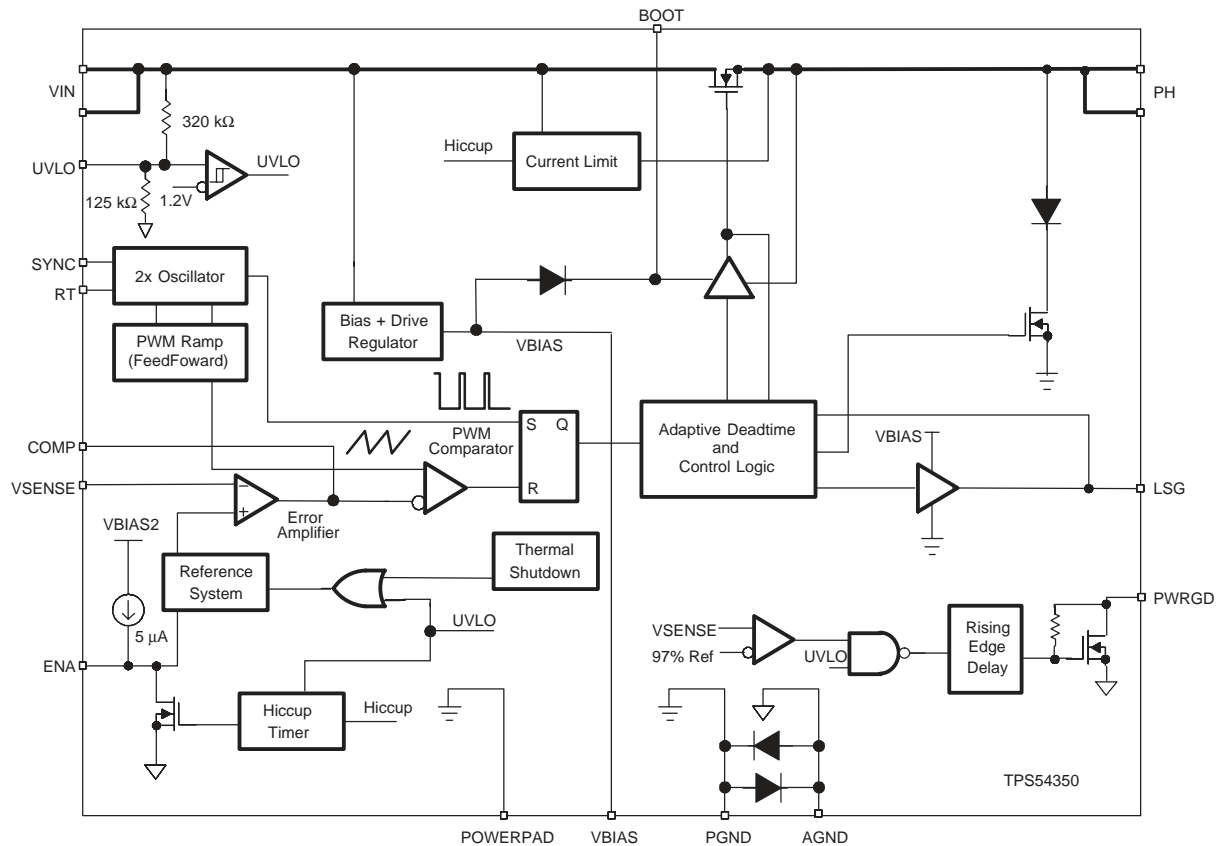 BOOT
VIN
PH
320 kΩ
Hiccup
Current Limit
UVLO
UVLO
125 kΩ
1.2V
SYNC
2x Oscillator
RT
Bias + Drive
Regulator
PWM Ramp
(FeedFoward)
VBIAS
S Q
R
PWM
Comparator
Adaptive Deadtime
and
Control Logic
VBIAS
COMP
VSENSE
−
+
Error
Amplifier
LSG
VBIAS2
Reference
System
Thermal
Shutdown
5 μA
UVLO
ENA
Hiccup
Timer
Hiccup
VSENSE
97% Ref
UVLO
Rising
Edge
Delay
PWRGD
TPS54350
POWERPAD
VBIAS
PGND
AGND